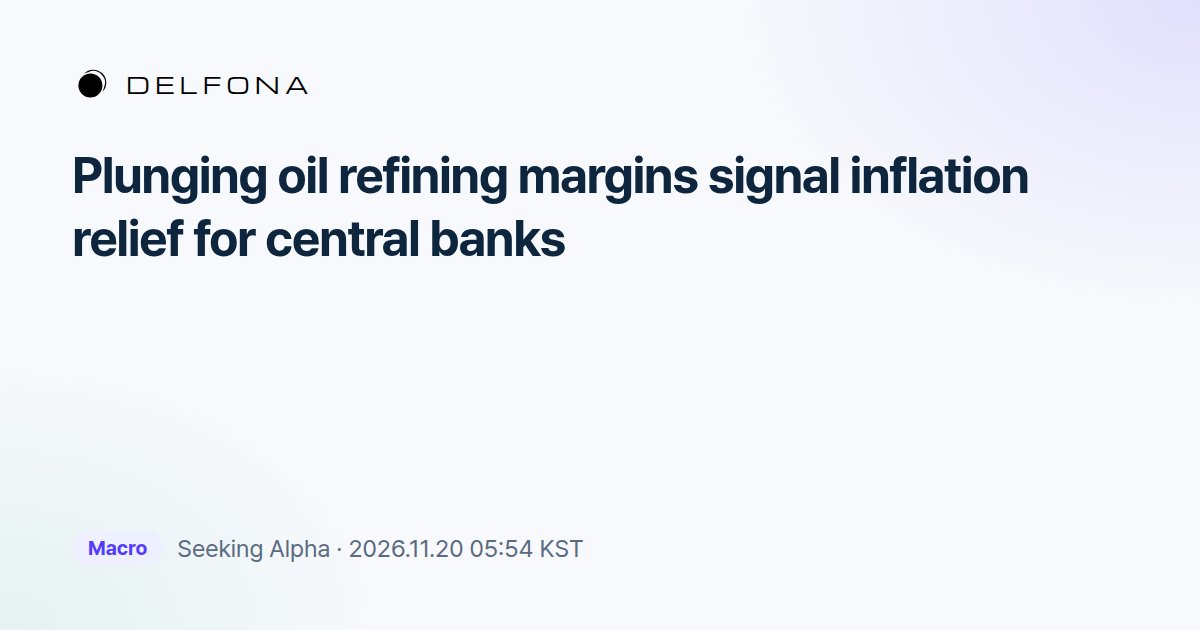 DELFONA
Plunging oil refining margins signal inflation
relief for central banks
Macro Seeking Alpha · 2026.11.20 05:54 KST